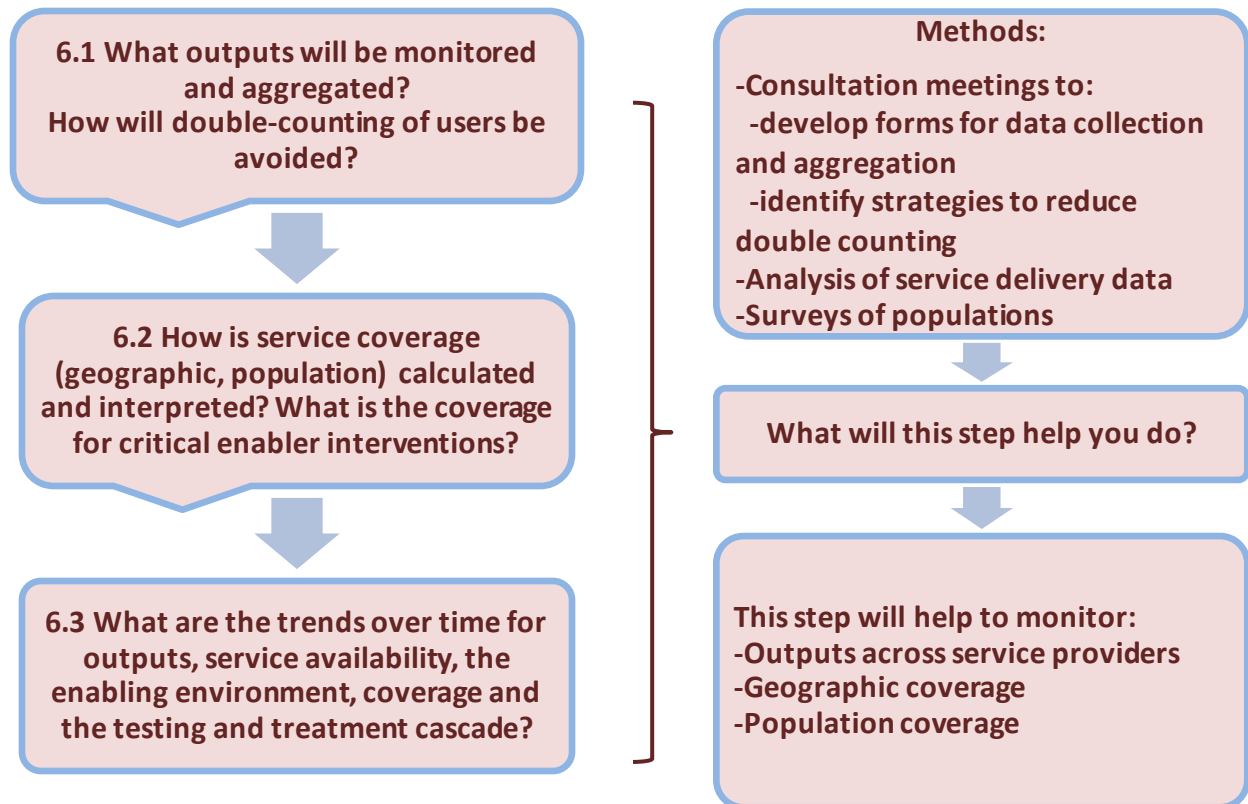 6.1 What outputs will be monitored
and aggregated?
How will double-counting of users be
avoided?
6.2 How is service coverage
(geographic, population) calculated
and interpreted? What is the coverage
for critical enabler interventions?
6.3 What are the trends over time for
outputs, service availability, the
enabling environment, coverage and
the testing and treatment cascade?
Methods:
-Consultation meetings to:
-develop forms for data collection
and aggregation
-identify strategies to reduce
double counting
-Analysis of service delivery data
-Surveys of populations
What will this step help you do?
This step will help to monitor:
-Outputs across service providers
-Geographic coverage
-Population coverage